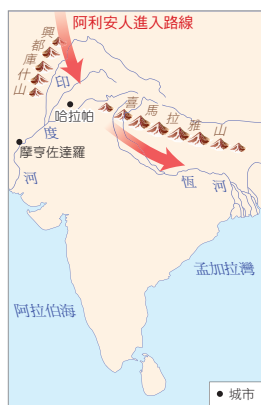 阿利安人進入路線
興都庫什山
印度河
哈拉帕
喜馬拉雅山
摩亨佐達羅
恆河
孟加拉灣
阿拉伯海
● 城市